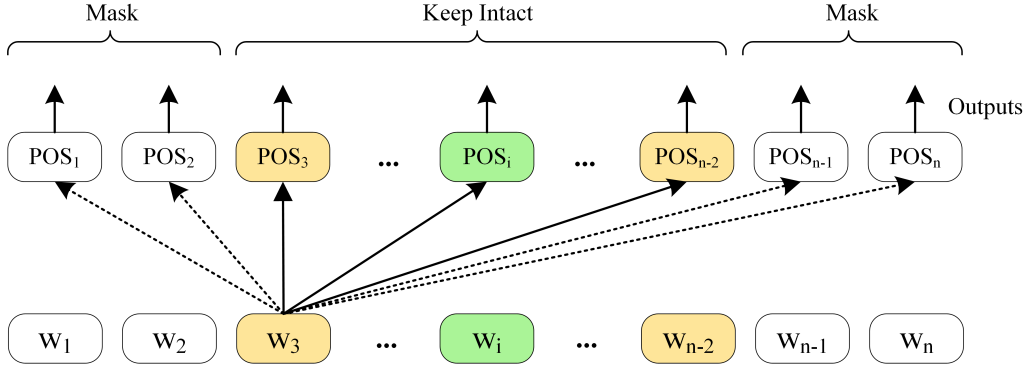 Mask Keep Intact Mask
Outputs
POS₁ POS₂ POS₃ ... POSᵢ ... POSₙ₋₂ POSₙ₋₁ POSₙ
W₁ W₂ W₃ ... Wᵢ ... Wₙ₋₂ Wₙ₋₁ Wₙ